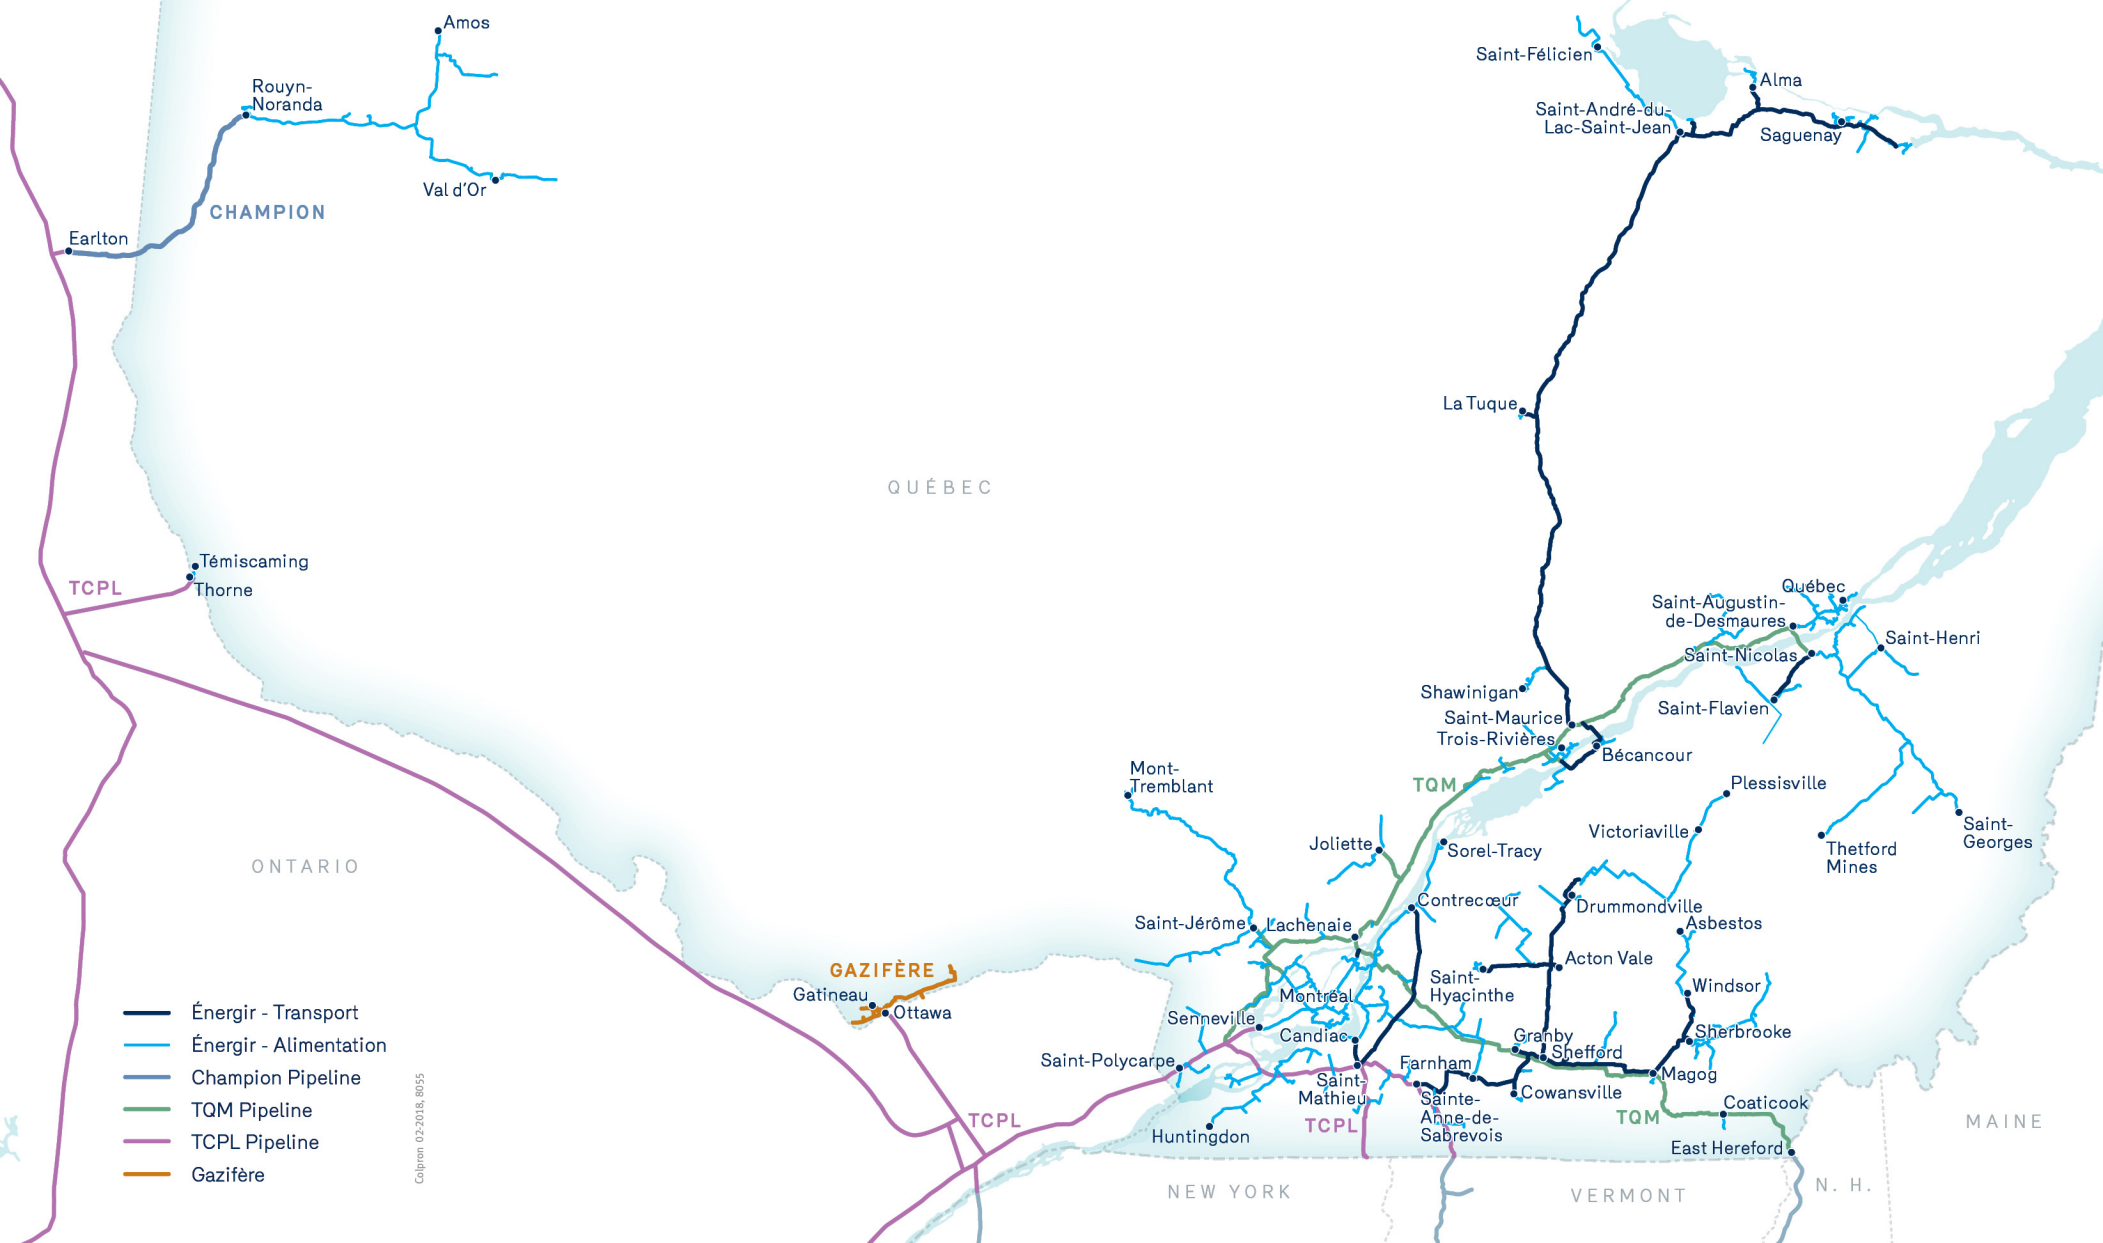 Amos
Saint-Félicien
Alma
Rouyn-
Noranda
Saint-André-du-
Lac-Saint-Jean
Saguenay
Val d'Or
CHAMPION
Earlton
La Tuque
QUÉBEC
Témiscaming
TCPL
Thorne
Québec
Saint-Augustin-
de-Desmaures
Saint-Henri
Saint-Nicolas
Shawinigan
Saint-Flavien
Saint-Maurice
Trois-Rivières
Bécancour
Mont-
Tremblant
TQM
Plessisville
Victoriaville
Saint-
Georges
Joliette
Sorel-Tracy
Thetford
Mines
ONTARIO
Contrecœur
Drummondville
Saint-Jérôme
Lachenaie
Asbestos
Acton Vale
GAZIFÈRE
Saint-
Hyacinthe
Gatineau
Ottawa
Montréal
Windsor
Senneville
Candiac
Granby
Sherbrooke
Saint-Polycarpe
Farnham
Shefford
Magog
Saint-
Mathieu
Cowansville
Sainte-
Anne-de-
Sabrevois
Coaticook
TCPL
TCPL
TQM
Huntingdon
East Hereford
MAINE
NEW YORK
VERMONT
N. H.
Énergir - Transport
Énergir - Alimentation
Champion Pipeline
TQM Pipeline
TCPL Pipeline
Gazifère
Colpron 02-2018, 8055